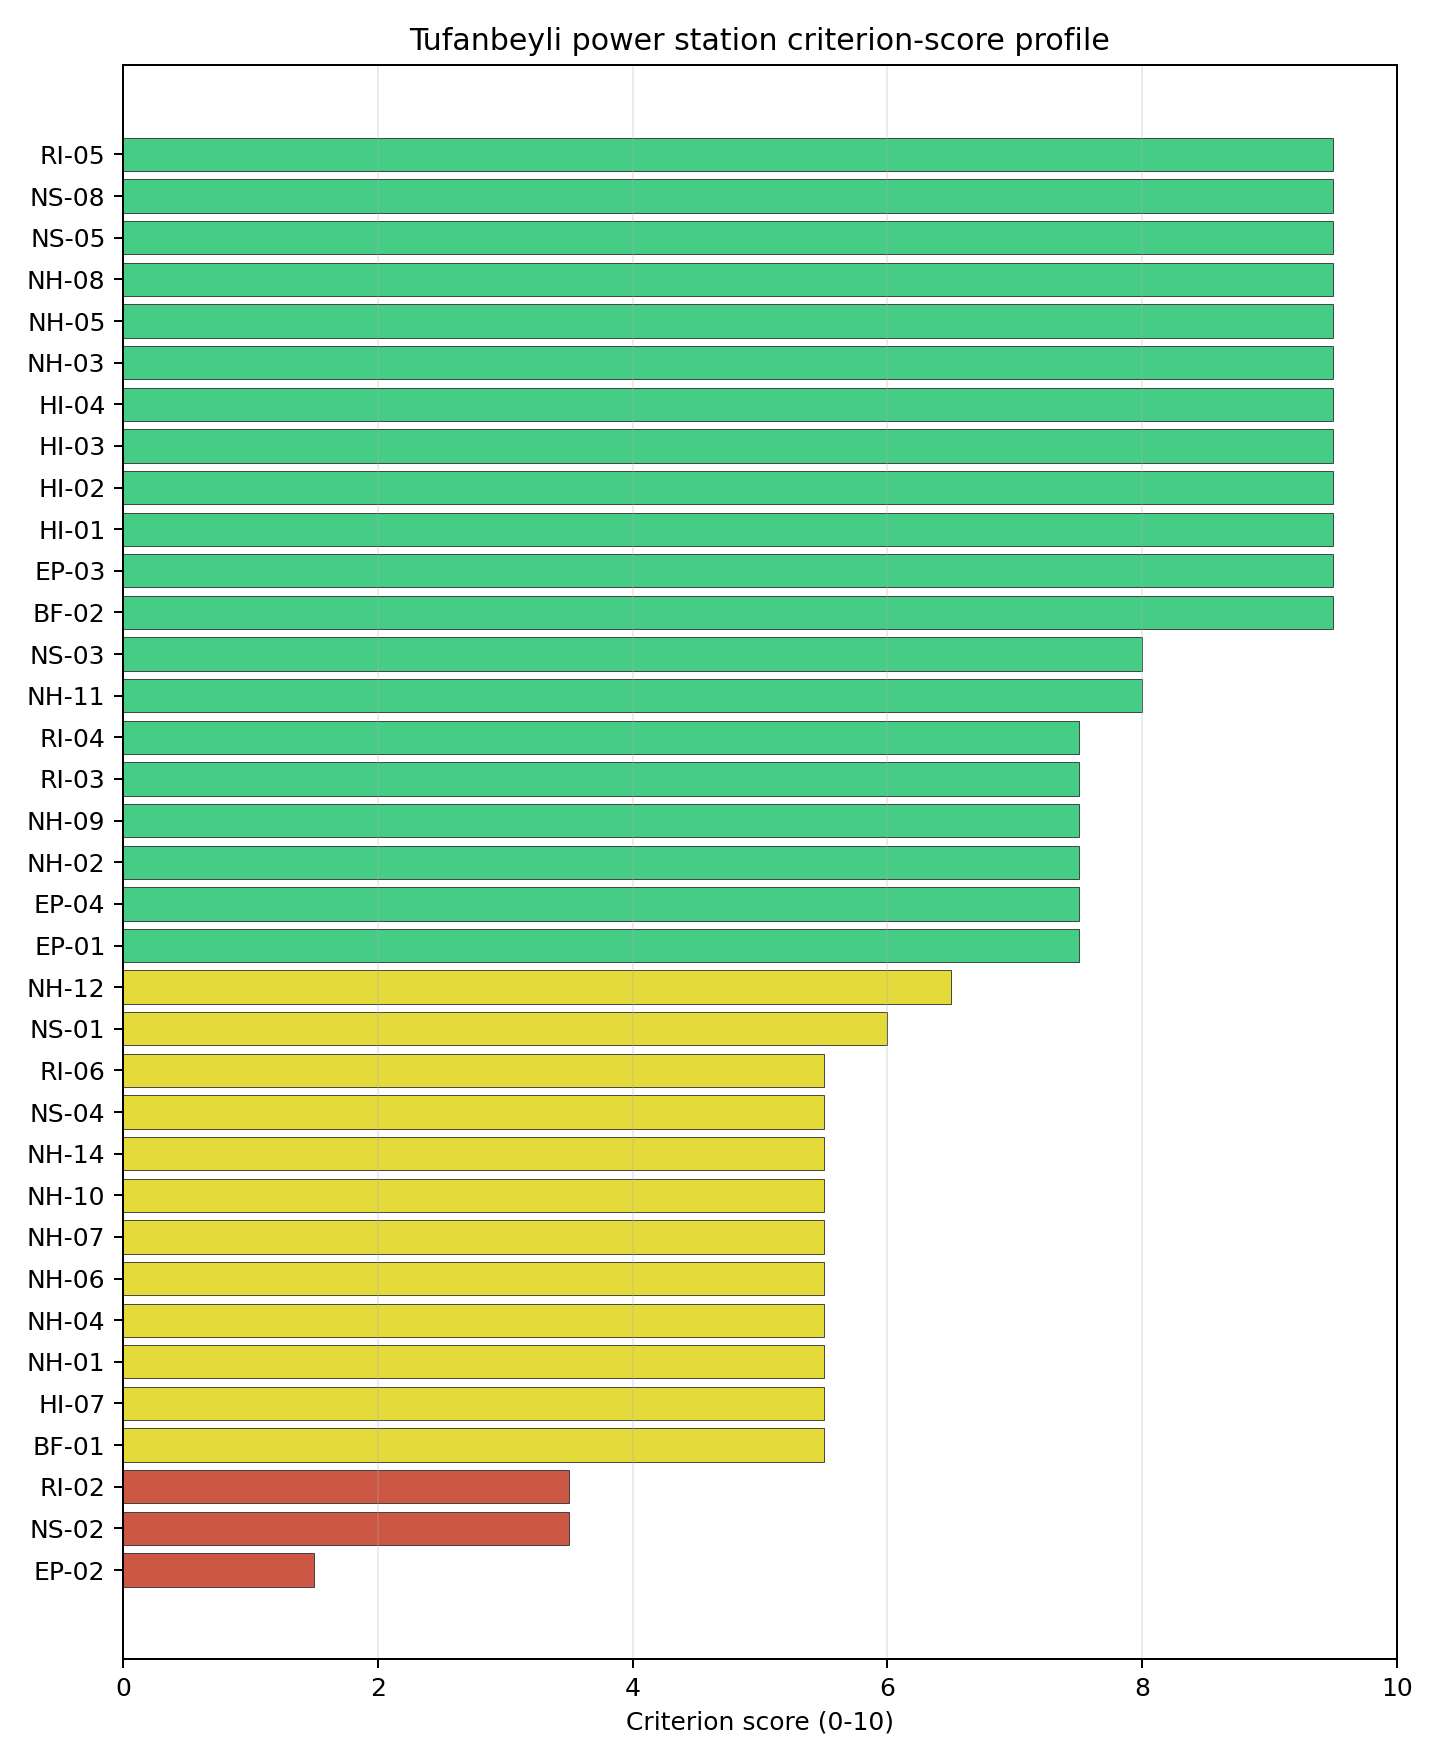 Tufanbeyli power station criterion-score profile
RI-05
NS-08
NS-05
NH-08
NH-05
NH-03
HI-04
HI-03
HI-02
HI-01
EP-03
BF-02
NS-03
NH-11
RI-04
RI-03
NH-09
NH-02
EP-04
EP-01
NH-12
NS-01
RI-06
NS-04
NH-14
NH-10
NH-07
NH-06
NH-04
NH-01
HI-07
BF-01
RI-02
NS-02
EP-02
0 2 4 6 8 10
Criterion score (0-10)